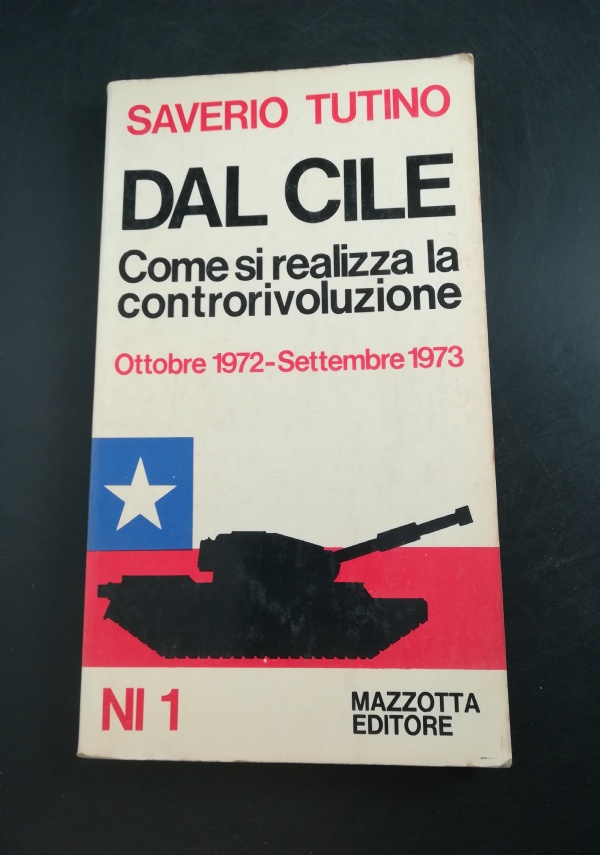 SAVERIO TUTINO
DAL CILE
Come si realizza la
controrivoluzione
Ottobre 1972-Settembre 1973
NI 1
MAZZOTTA
EDITORE